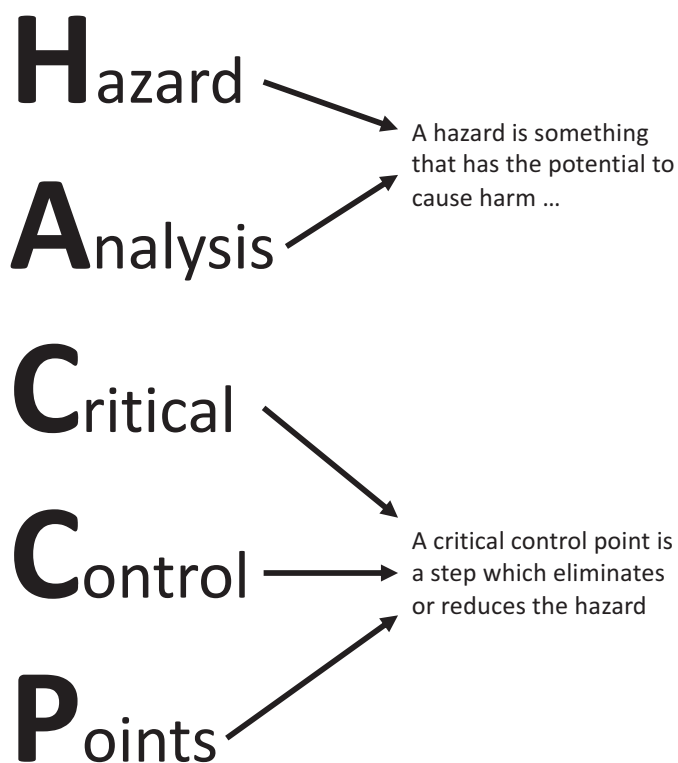 Hazard
A hazard is something
that has the potential to
cause harm ...
Analysis
Critical
Control
A critical control point is
a step which eliminates
or reduces the hazard
Points